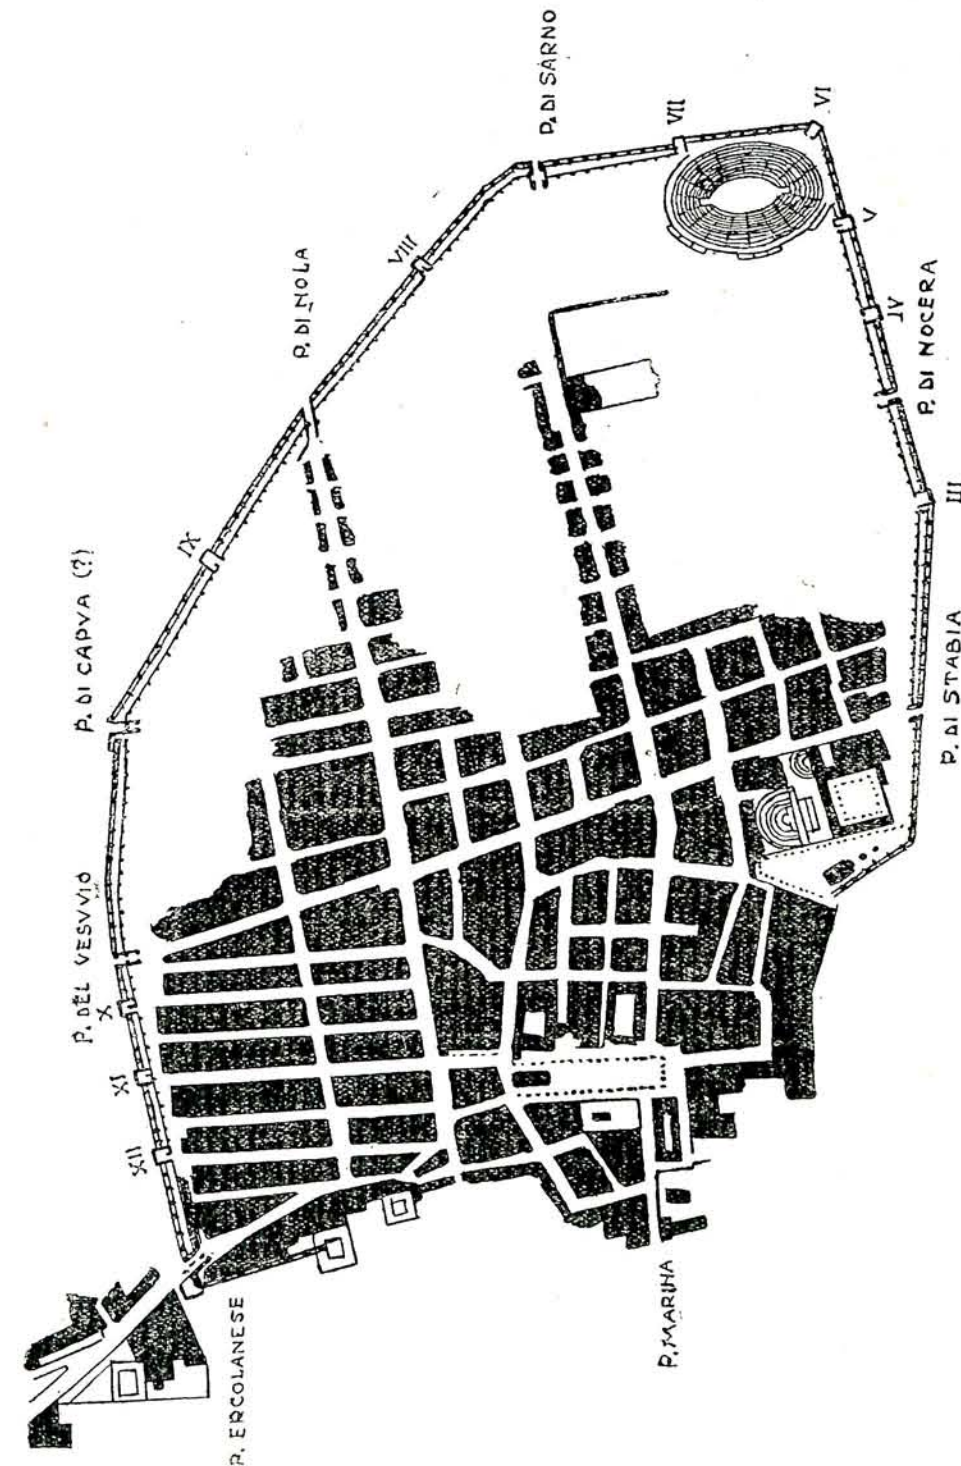 P. DI SARNO
VII
VI
VIII
V
P. DI NOLA
IV
P. DI NOCERA
III
IX
P. DI CAPVA (?)
P. DI STABIA
P. DEL VESVVIO
X
XI
XII
P. MARINA
P. ERCOLANESE